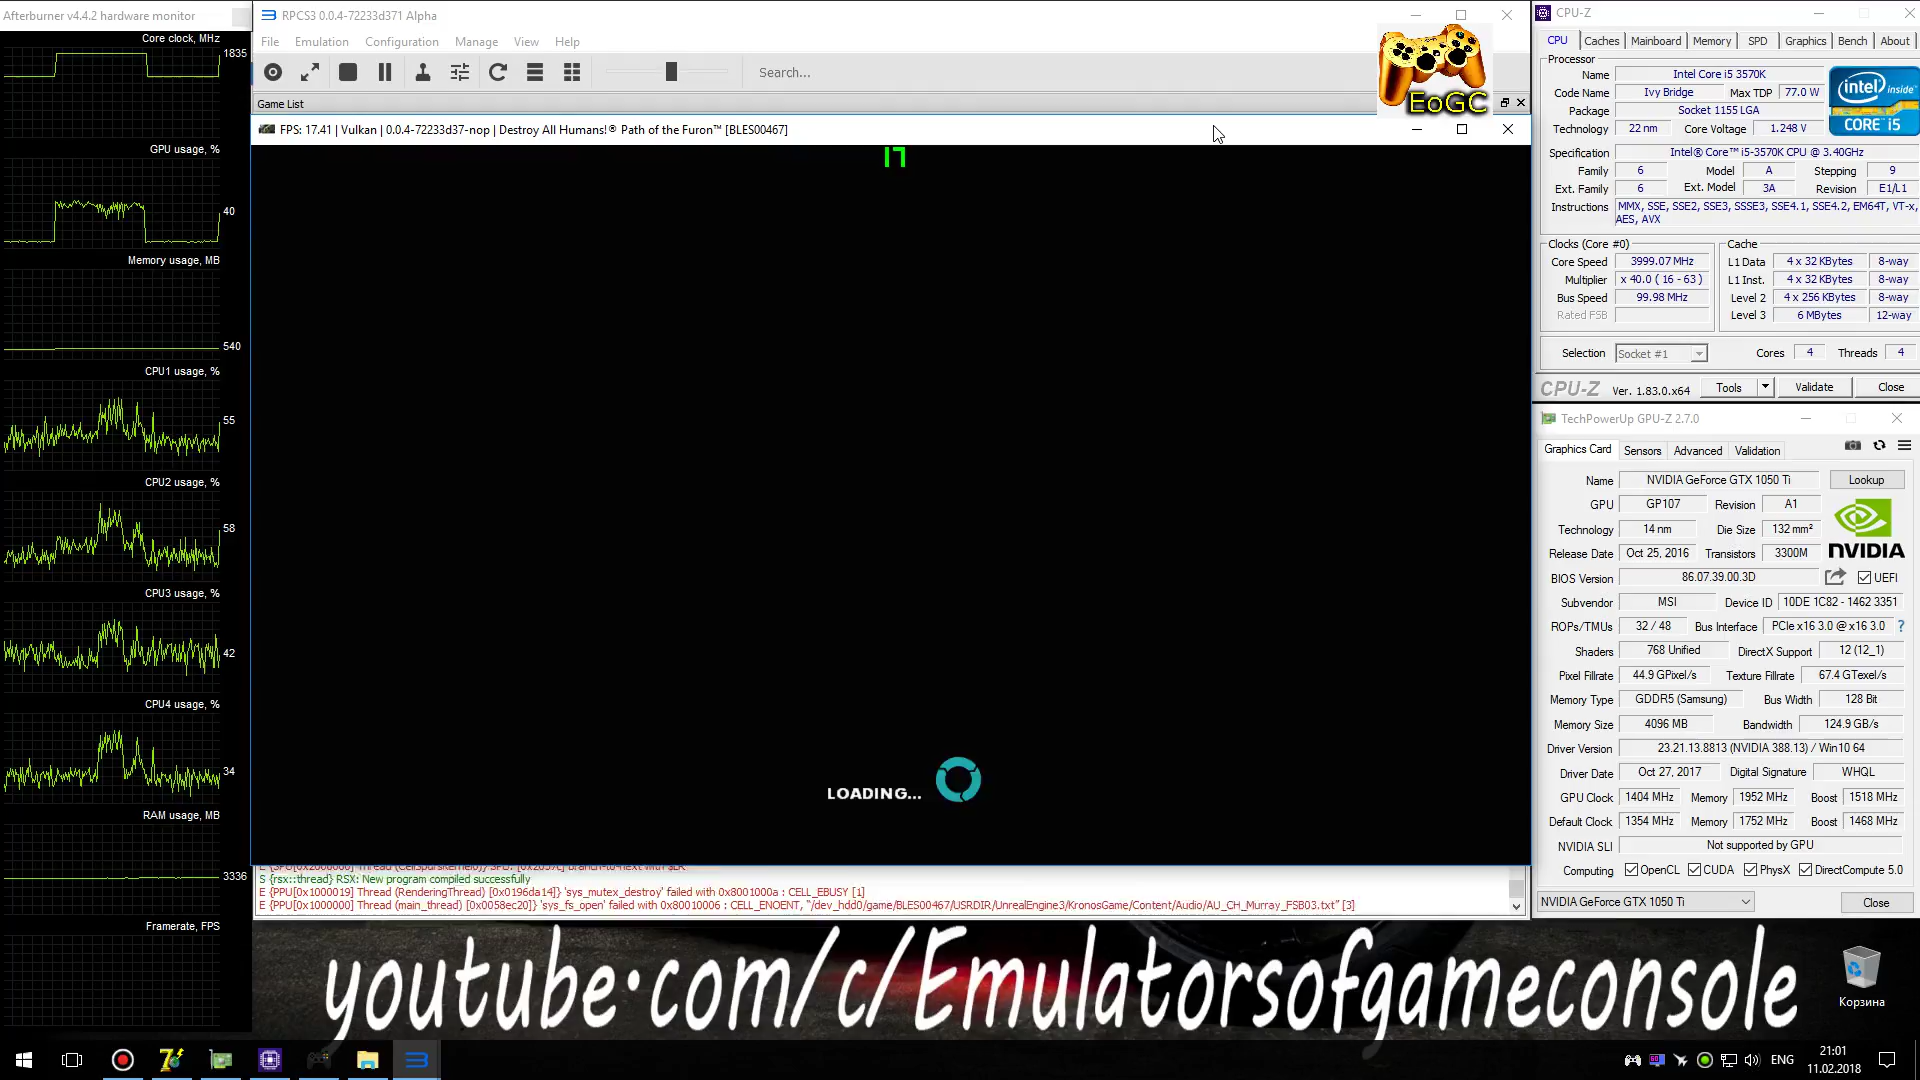 Afterburner v4.4.2 hardware monitor
Core clock, MHz
1835
GPU usage, %
40
Memory usage, MB
540
CPU1 usage, %
55
CPU2 usage, %
58
CPU3 usage, %
42
CPU4 usage, %
34
RAM usage, MB
3336
Framerate, FPS
RPCS3 0.0.4-72233d371 Alpha
File Emulation Configuration Manage View Help
Search...
EoGC
Game List
FPS: 17.41 | Vulkan | 0.0.4-72233d37-nop | Destroy All Humans!® Path of the Furon™ [BLES00467]
17
LOADING...
S {rsx::thread} RSX: New program compiled successfully
E {PPU[0x1000019] Thread (RenderingThread) [0x0196da14]} 'sys_mutex_destroy' failed with 0x8001000a : CELL_EBUSY [1]
E {PPU[0x1000000] Thread (main_thread) [0x0058ec20]} 'sys_fs_open' failed with 0x80010006 : CELL_ENOENT, “/dev_hdd0/game/BLES00467/USRDIR/UnrealEngine3/KronosGame/Content/Audio/AU_CH_Murray_FSB03.txt” [3]
CPU-Z
CPU Caches Mainboard Memory SPD Graphics Bench About
Processor
Name Intel Core i5 3570K
Code Name Ivy Bridge Max TDP 77.0 W
Package Socket 1155 LGA
Technology 22 nm Core Voltage 1.248 V
intel inside™
CORE i5
Specification Intel® Core™ i5-3570K CPU @ 3.40GHz
Family 6 Model A Stepping 9
Ext. Family 6 Ext. Model 3A Revision E1/L1
Instructions MMX, SSE, SSE2, SSE3, SSSE3, SSE4.1, SSE4.2, EM64T, VT-x,
AES, AVX
Clocks (Core #0)
Core Speed 3999.07 MHz
Multiplier x 40.0 ( 16 - 63 )
Bus Speed 99.98 MHz
Rated FSB
Cache
L1 Data 4 x 32 KBytes 8-way
L1 Inst. 4 x 32 KBytes 8-way
Level 2 4 x 256 KBytes 8-way
Level 3 6 MBytes 12-way
Selection Socket #1 Cores 4 Threads 4
CPU-Z Ver. 1.83.0.x64 Tools Validate Close
TechPowerUp GPU-Z 2.7.0
Graphics Card Sensors Advanced Validation
Name NVIDIA GeForce GTX 1050 Ti Lookup
GPU GP107 Revision A1
Technology 14 nm Die Size 132 mm²
Release Date Oct 25, 2016 Transistors 3300M
NVIDIA
BIOS Version 86.07.39.00.3D UEFI
Subvendor MSI Device ID 10DE 1C82 - 1462 3351
ROPs/TMUs 32 / 48 Bus Interface PCIe x16 3.0 @ x16 3.0 ?
Shaders 768 Unified DirectX Support 12 (12_1)
Pixel Fillrate 44.9 GPixel/s Texture Fillrate 67.4 GTexel/s
Memory Type GDDR5 (Samsung) Bus Width 128 Bit
Memory Size 4096 MB Bandwidth 124.9 GB/s
Driver Version 23.21.13.8813 (NVIDIA 388.13) / Win10 64
Driver Date Oct 27, 2017 Digital Signature WHQL
GPU Clock 1404 MHz Memory 1952 MHz Boost 1518 MHz
Default Clock 1354 MHz Memory 1752 MHz Boost 1468 MHz
NVIDIA SLI Not supported by GPU
Computing OpenCL CUDA PhysX DirectCompute 5.0
NVIDIA GeForce GTX 1050 Ti Close
youtube.com/c/Emulatorsofgameconsole
Корзина
ENG
21:01
11.02.2018